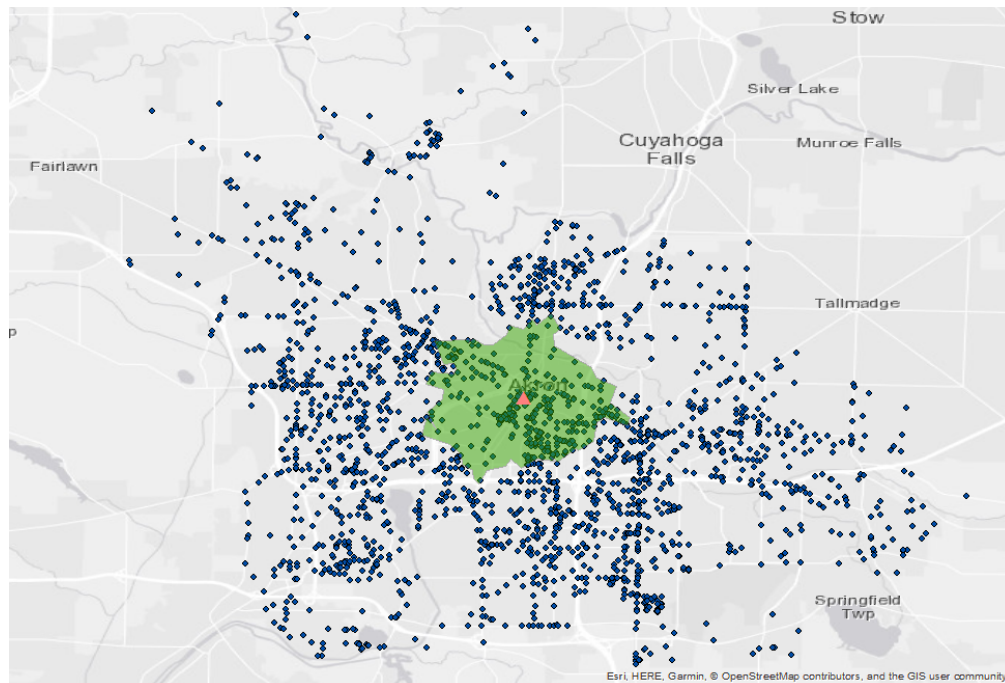 Stow
Silver Lake
Cuyahoga
Falls
Munroe Falls
Fairlawn
Tallmadge
p
Akron
Springfield
Twp
Esri, HERE, Garmin, © OpenStreetMap contributors, and the GIS user community